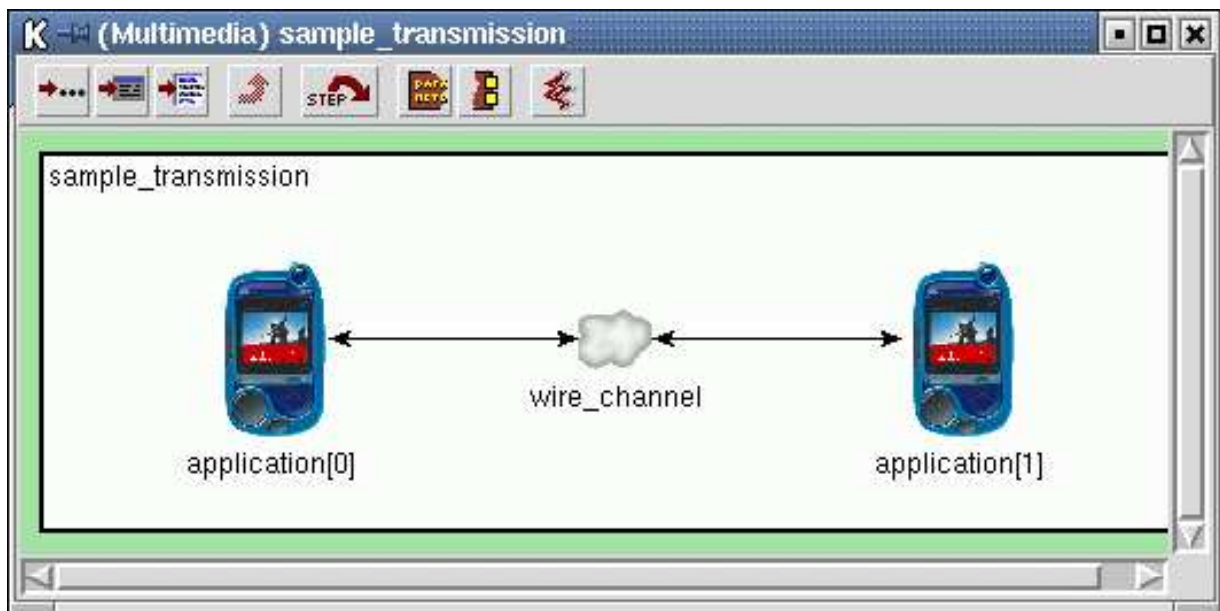 (Multimedia) sample_transmission
STEP
sample_transmission
wire_channel
application[0]
application[1]